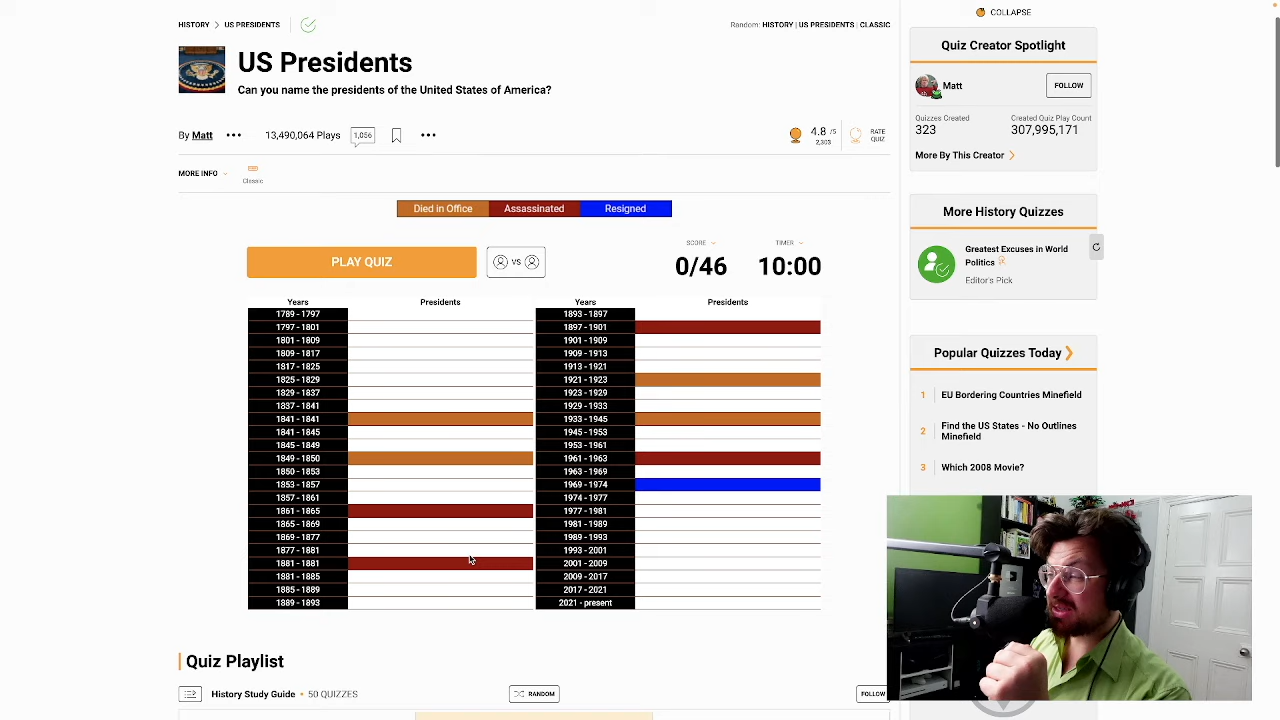 HISTORY > US PRESIDENTS
Random: HISTORY | US PRESIDENTS | CLASSIC
COLLAPSE
US Presidents
Can you name the presidents of the United States of America?
By Matt ••• 13,490,064 Plays 1,056 •••
4.8 /5
2,303
RATE QUIZ
MORE INFO
Classic
Died in Office Assassinated Resigned
PLAY QUIZ
VS
SCORE
0/46
TIMER
10:00
Years Presidents Years Presidents
1789 - 1797 1893 - 1897
1797 - 1801 1897 - 1901
1801 - 1809 1901 - 1909
1809 - 1817 1909 - 1913
1817 - 1825 1913 - 1921
1825 - 1829 1921 - 1923
1829 - 1837 1923 - 1929
1837 - 1841 1929 - 1933
1841 - 1841 1933 - 1945
1841 - 1845 1945 - 1953
1845 - 1849 1953 - 1961
1849 - 1850 1961 - 1963
1850 - 1853 1963 - 1969
1853 - 1857 1969 - 1974
1857 - 1861 1974 - 1977
1861 - 1865 1977 - 1981
1865 - 1869 1981 - 1989
1869 - 1877 1989 - 1993
1877 - 1881 1993 - 2001
1881 - 1881 2001 - 2009
1881 - 1885 2009 - 2017
1885 - 1889 2017 - 2021
1889 - 1893 2021 - present
Quiz Playlist
History Study Guide • 50 QUIZZES
RANDOM
FOLLOW
Quiz Creator Spotlight
Matt
FOLLOW
Quizzes Created
323
Created Quiz Play Count
307,995,171
More By This Creator >
More History Quizzes
Greatest Excuses in World
Politics
Editor's Pick
Popular Quizzes Today
1 EU Bordering Countries Minefield
2 Find the US States - No Outlines
Minefield
3 Which 2008 Movie?